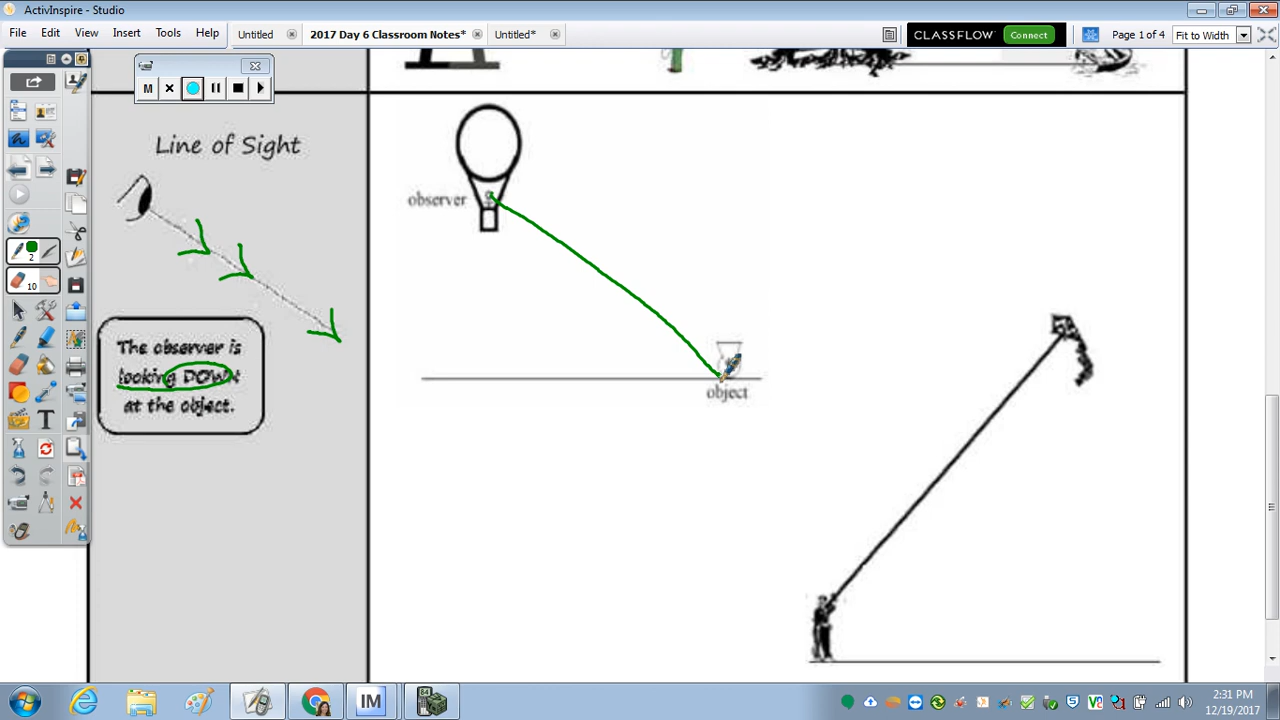 ActivInspire - Studio
File Edit View Insert Tools Help
Untitled
2017 Day 6 Classroom Notes*
Untitled*
CLASSFLOW Connect
Page 1 of 4
Fit to Width
M
2
10
Line of Sight
observer
The observer is
looking DOWN
at the object.
object
IM
84
2:31 PM
12/19/2017